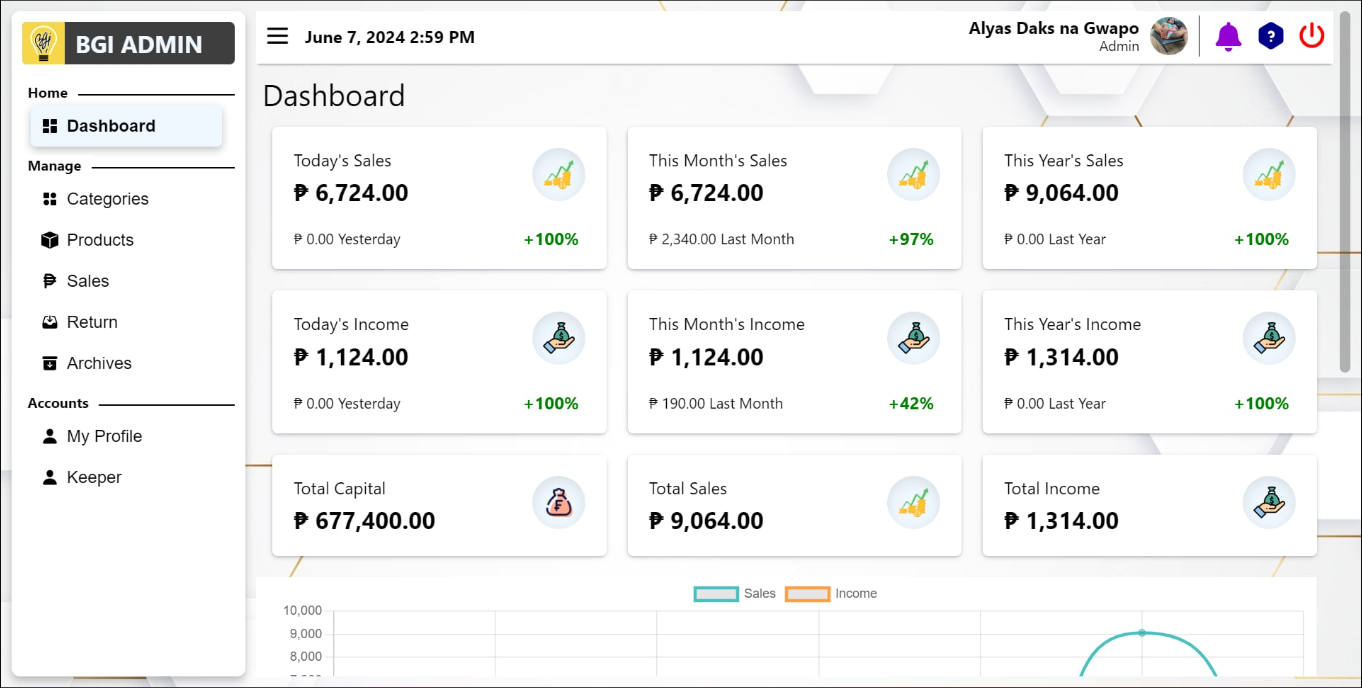 BGI ADMIN
Home
Dashboard
Manage
Categories
Products
Sales
Return
Archives
Accounts
My Profile
Keeper
June 7, 2024 2:59 PM
Alyas Daks na Gwapo
Admin
?
Dashboard
Today's Sales
₱ 6,724.00
₱ 0.00 Yesterday +100%
This Month's Sales
₱ 6,724.00
₱ 2,340.00 Last Month +97%
This Year's Sales
₱ 9,064.00
₱ 0.00 Last Year +100%
Today's Income
₱ 1,124.00
₱ 0.00 Yesterday +100%
This Month's Income
₱ 1,124.00
₱ 190.00 Last Month +42%
This Year's Income
₱ 1,314.00
₱ 0.00 Last Year +100%
Total Capital
₱ 677,400.00
Total Sales
₱ 9,064.00
Total Income
₱ 1,314.00
Sales Income
10,000
9,000
8,000